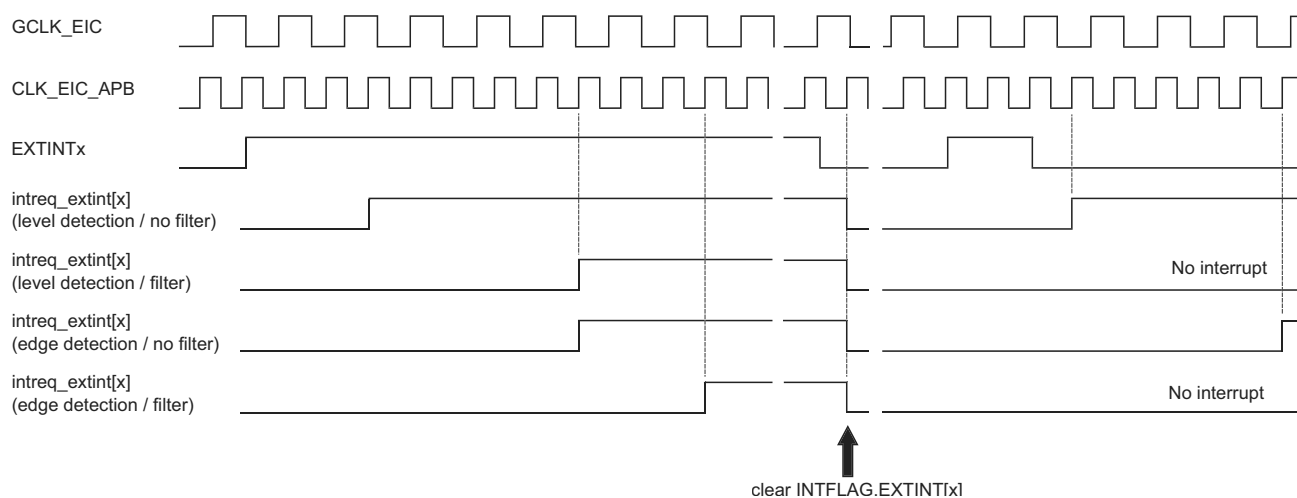 GCLK_EIC
CLK_EIC_APB
EXTINTx
intreq_extint[x]
(level detection / no filter)
intreq_extint[x]
(level detection / filter)
No interrupt
intreq_extint[x]
(edge detection / no filter)
intreq_extint[x]
(edge detection / filter)
No interrupt
clear INTFLAG.EXTINT[x]